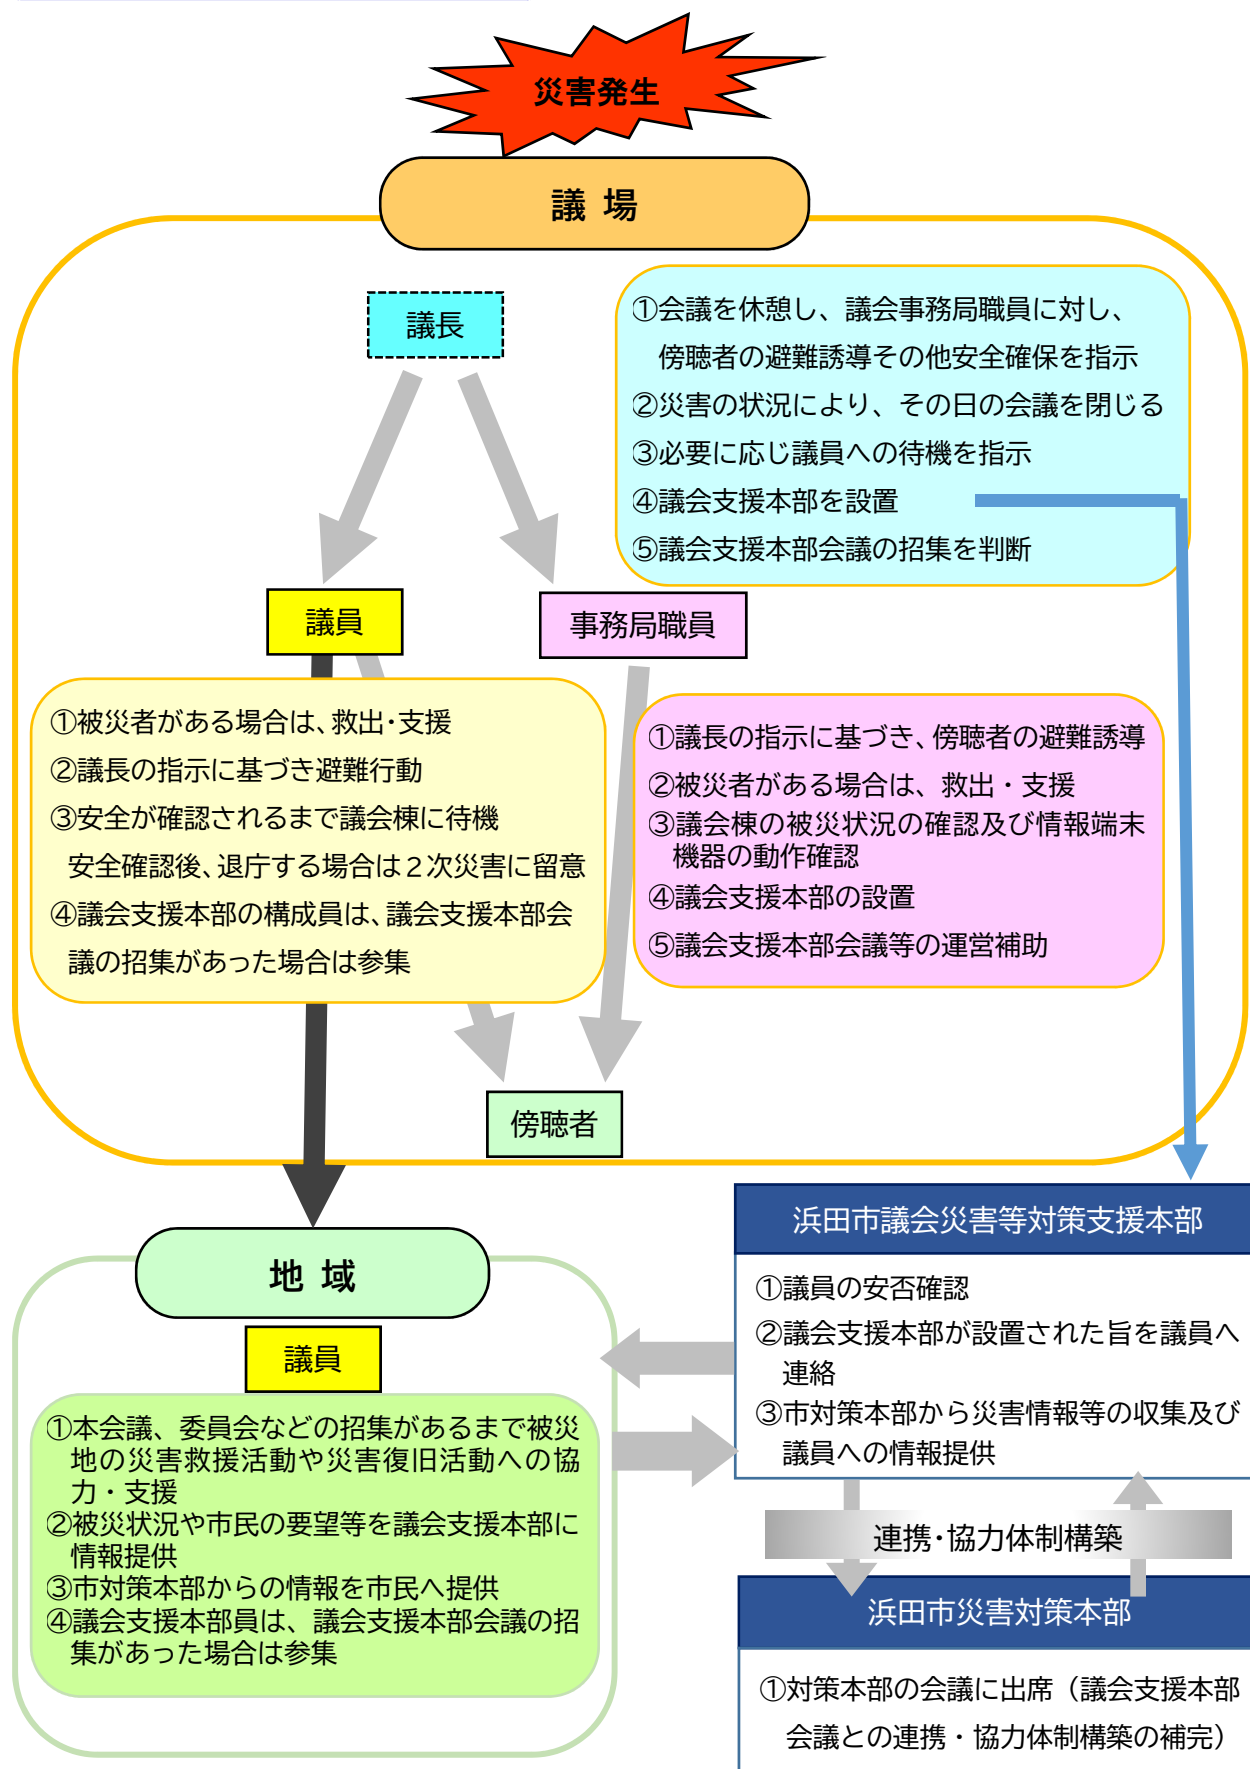 災害発生
議 場
議長
①会議を休憩し、議会事務局職員に対し、
傍聴者の避難誘導その他安全確保を指示
②災害の状況により、その日の会議を閉じる
③必要に応じ議員への待機を指示
④議会支援本部を設置
⑤議会支援本部会議の招集を判断
議員
事務局職員
①被災者がある場合は、救出・支援
②議長の指示に基づき避難行動
③安全が確認されるまで議会棟に待機
安全確認後、退庁する場合は２次災害に留意
④議会支援本部の構成員は、議会支援本部会
議の招集があった場合は参集
①議長の指示に基づき、傍聴者の避難誘導
②被災者がある場合は、救出・支援
③議会棟の被災状況の確認及び情報端末
機器の動作確認
④議会支援本部の設置
⑤議会支援本部会議等の運営補助
傍聴者
地 域
議員
①本会議、委員会などの招集があるまで被災
地の災害救援活動や災害復旧活動への協
力・支援
②被災状況や市民の要望等を議会支援本部に
情報提供
③市対策本部からの情報を市民へ提供
④議会支援本部員は、議会支援本部会議の招
集があった場合は参集
浜田市議会災害等対策支援本部
①議員の安否確認
②議会支援本部が設置された旨を議員へ
連絡
③市対策本部から災害情報等の収集及び
議員への情報提供
連携・協力体制構築
浜田市災害対策本部
①対策本部の会議に出席（議会支援本部
会議との連携・協力体制構築の補完）